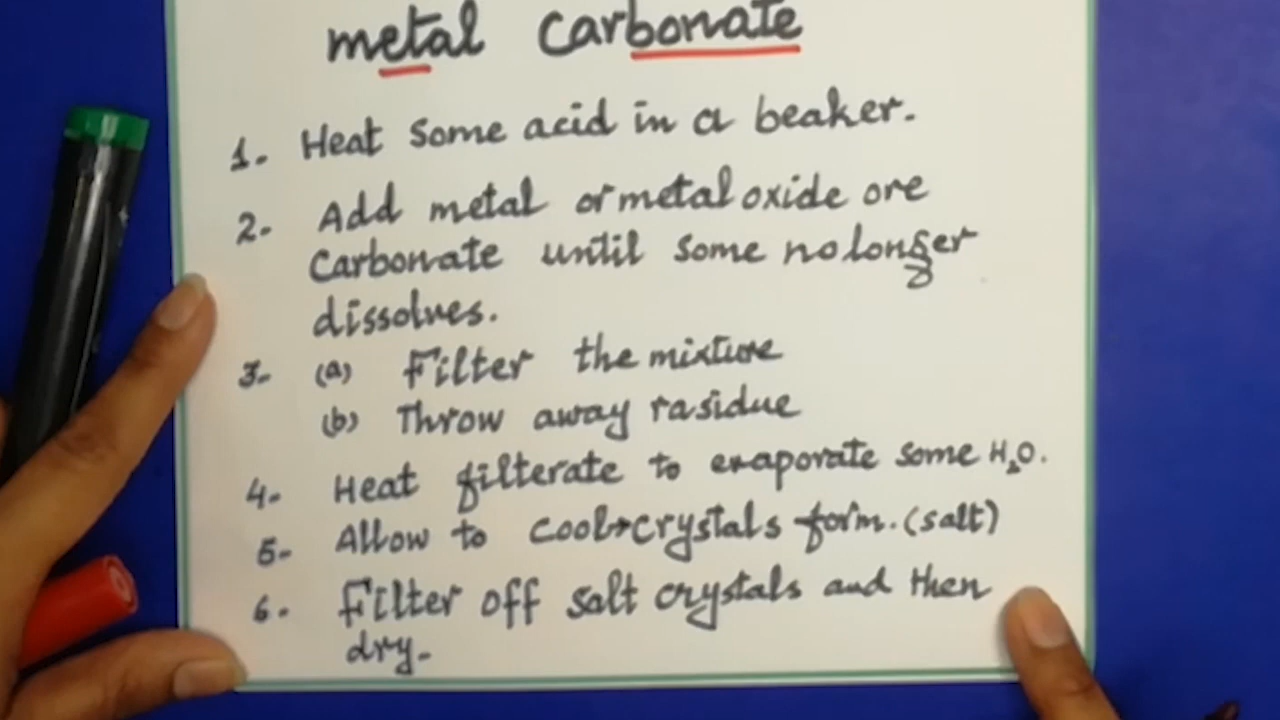 metal carbonate
1. Heat some acid in a beaker.
2. Add metal or metal oxide ore
carbonate until some no longer
dissolves.
3- (a) Filter the mixture
(b) Throw away rasidue
4- Heat filterate to evaporate some H₂O.
5- Allow to cool→crystals form. (salt)
6. Filter off salt crystals and then
dry-